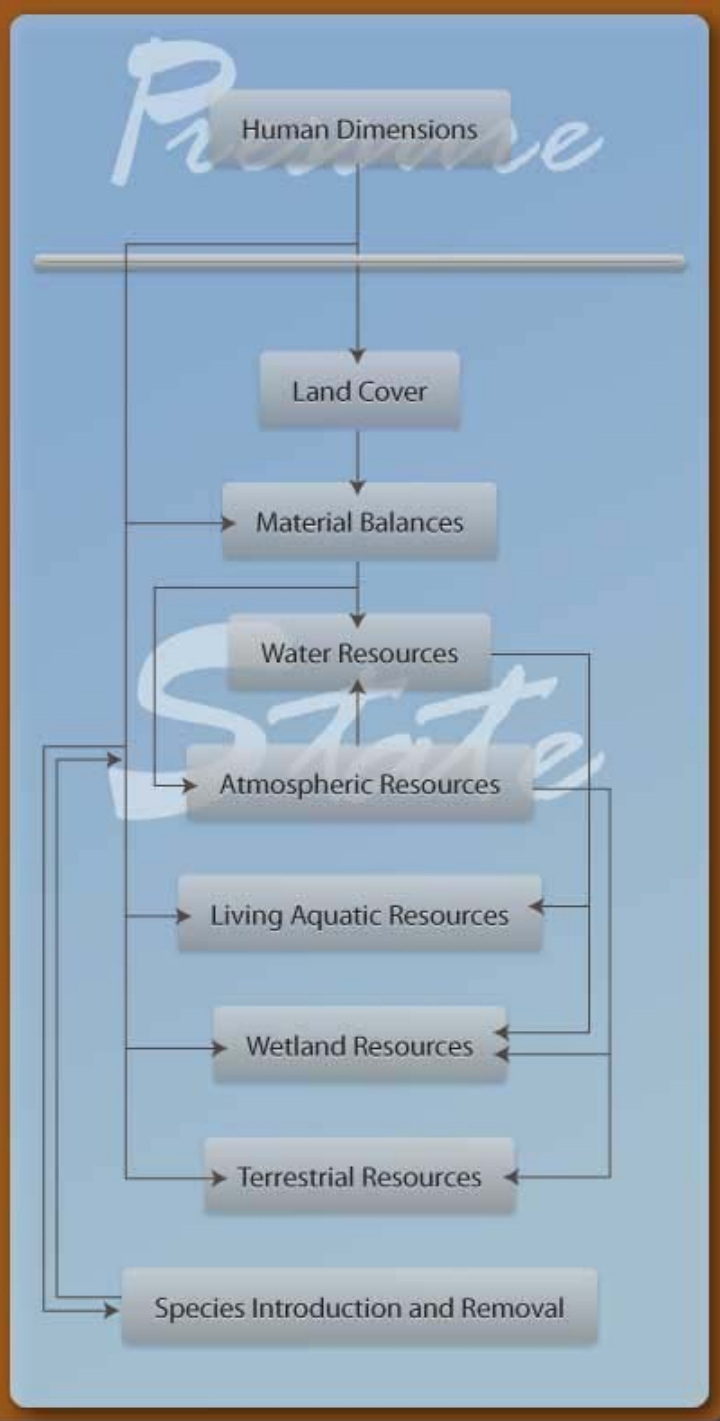 Pressure
Human Dimensions
Land Cover
Material Balances
Water Resources
State
Atmospheric Resources
Living Aquatic Resources
Wetland Resources
Terrestrial Resources
Species Introduction and Removal